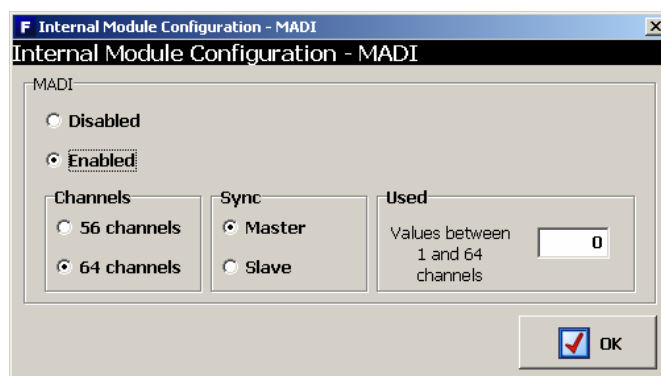 F Internal Module Configuration - MADI
Internal Module Configuration - MADI
MADI
Disabled
Enabled
Channels
56 channels
64 channels
Sync
Master
Slave
Used
Values between
1 and 64
channels
0
OK